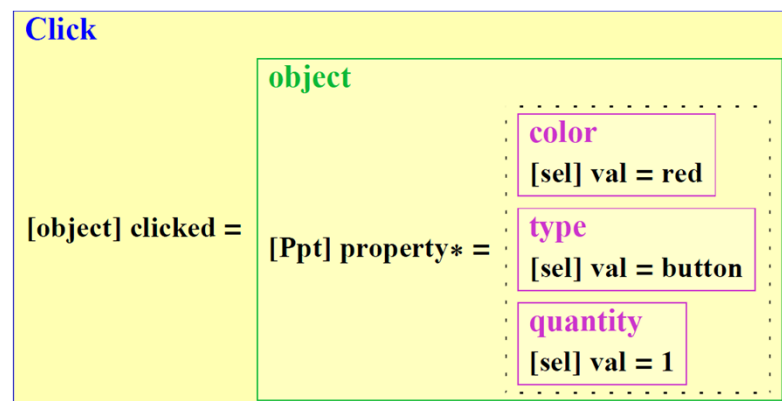 Click
object
color
[sel] val = red
type
[object] clicked =
[Ppt] property* =
[sel] val = button
quantity
[sel] val = 1